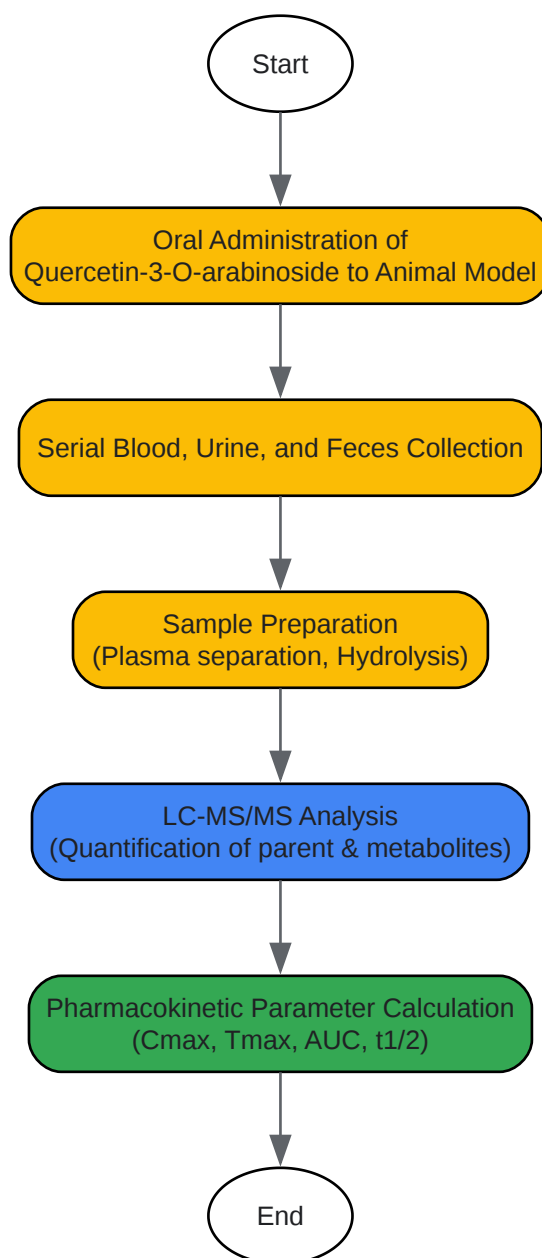 Start
Oral Administration of
Quercetin-3-O-arabinoside to Animal Model
Serial Blood, Urine, and Feces Collection
Sample Preparation
(Plasma separation, Hydrolysis)
LC-MS/MS Analysis
(Quantification of parent & metabolites)
Pharmacokinetic Parameter Calculation
(Cmax, Tmax, AUC, t1/2)
End